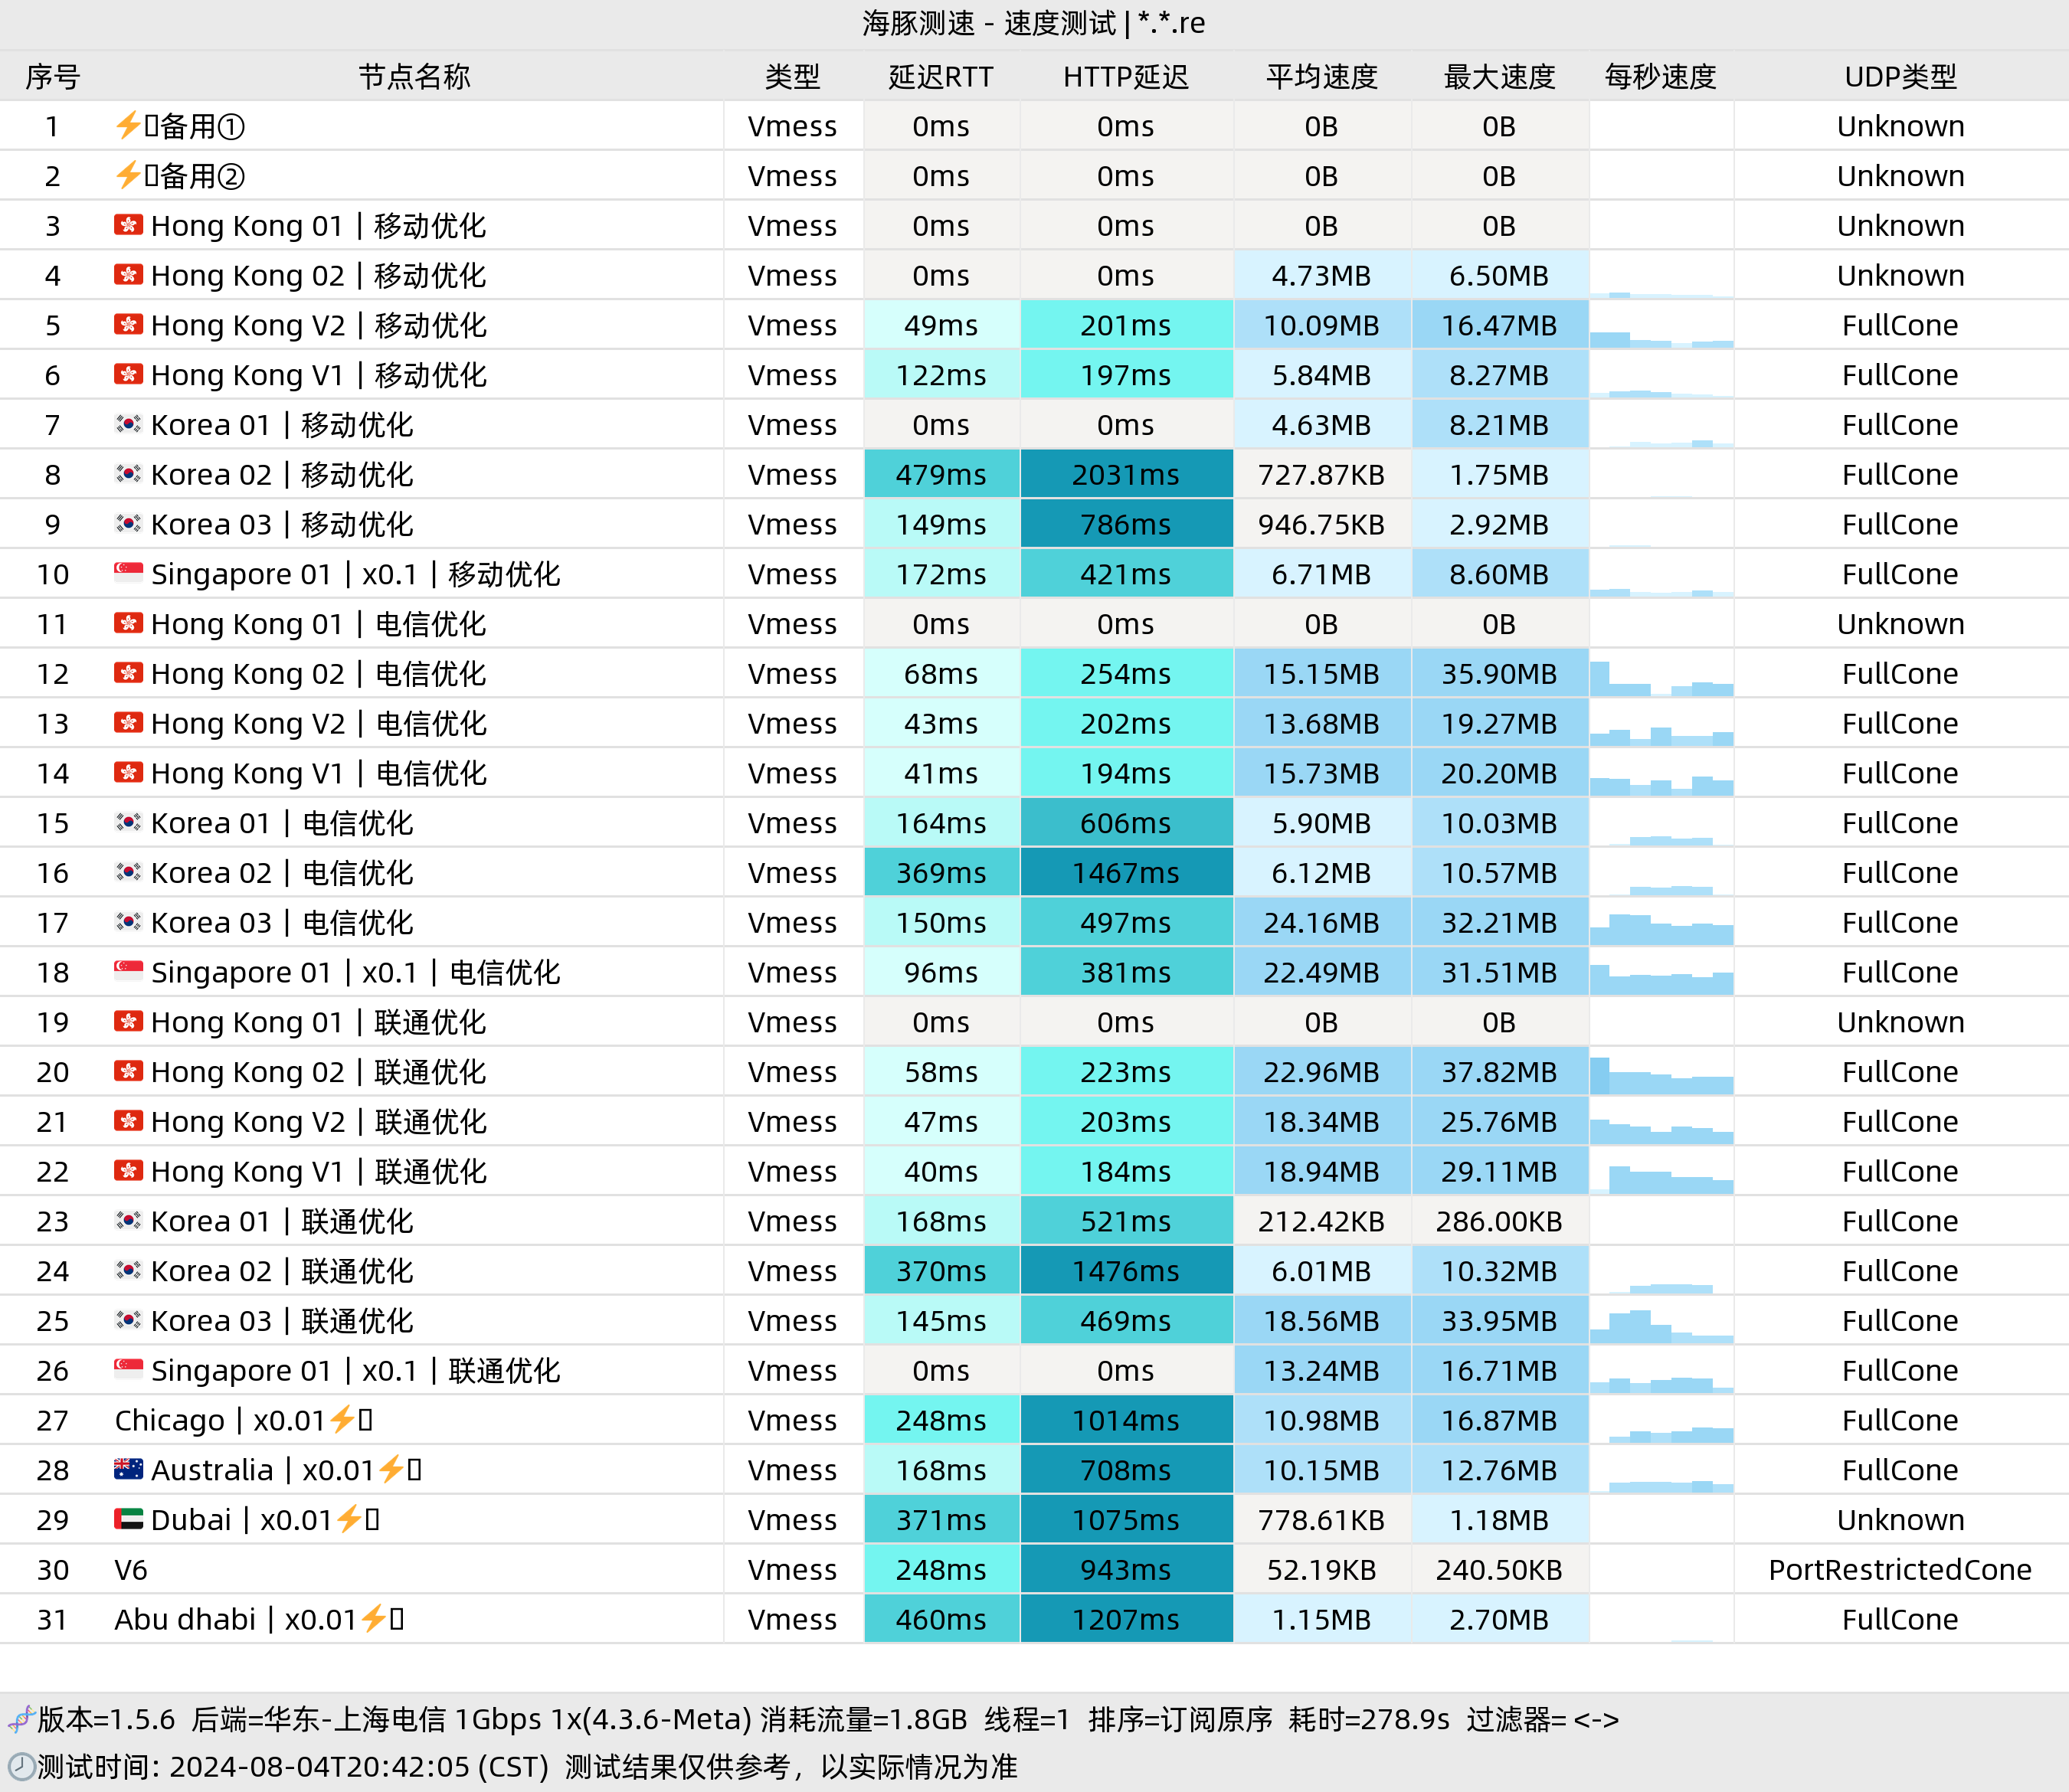 海豚测速 - 速度测试 | *.*.re
序号 节点名称 类型 延迟RTT HTTP延迟 平均速度 最大速度 每秒速度 UDP类型
1 ⚡▯备用① Vmess 0ms 0ms 0B 0B Unknown
2 ⚡▯备用② Vmess 0ms 0ms 0B 0B Unknown
3 🇭🇰 Hong Kong 01｜移动优化 Vmess 0ms 0ms 0B 0B Unknown
4 🇭🇰 Hong Kong 02｜移动优化 Vmess 0ms 0ms 4.73MB 6.50MB Unknown
5 🇭🇰 Hong Kong V2｜移动优化 Vmess 49ms 201ms 10.09MB 16.47MB FullCone
6 🇭🇰 Hong Kong V1｜移动优化 Vmess 122ms 197ms 5.84MB 8.27MB FullCone
7 🇰🇷 Korea 01｜移动优化 Vmess 0ms 0ms 4.63MB 8.21MB FullCone
8 🇰🇷 Korea 02｜移动优化 Vmess 479ms 2031ms 727.87KB 1.75MB FullCone
9 🇰🇷 Korea 03｜移动优化 Vmess 149ms 786ms 946.75KB 2.92MB FullCone
10 🇸🇬 Singapore 01｜x0.1｜移动优化 Vmess 172ms 421ms 6.71MB 8.60MB FullCone
11 🇭🇰 Hong Kong 01｜电信优化 Vmess 0ms 0ms 0B 0B Unknown
12 🇭🇰 Hong Kong 02｜电信优化 Vmess 68ms 254ms 15.15MB 35.90MB FullCone
13 🇭🇰 Hong Kong V2｜电信优化 Vmess 43ms 202ms 13.68MB 19.27MB FullCone
14 🇭🇰 Hong Kong V1｜电信优化 Vmess 41ms 194ms 15.73MB 20.20MB FullCone
15 🇰🇷 Korea 01｜电信优化 Vmess 164ms 606ms 5.90MB 10.03MB FullCone
16 🇰🇷 Korea 02｜电信优化 Vmess 369ms 1467ms 6.12MB 10.57MB FullCone
17 🇰🇷 Korea 03｜电信优化 Vmess 150ms 497ms 24.16MB 32.21MB FullCone
18 🇸🇬 Singapore 01｜x0.1｜电信优化 Vmess 96ms 381ms 22.49MB 31.51MB FullCone
19 🇭🇰 Hong Kong 01｜联通优化 Vmess 0ms 0ms 0B 0B Unknown
20 🇭🇰 Hong Kong 02｜联通优化 Vmess 58ms 223ms 22.96MB 37.82MB FullCone
21 🇭🇰 Hong Kong V2｜联通优化 Vmess 47ms 203ms 18.34MB 25.76MB FullCone
22 🇭🇰 Hong Kong V1｜联通优化 Vmess 40ms 184ms 18.94MB 29.11MB FullCone
23 🇰🇷 Korea 01｜联通优化 Vmess 168ms 521ms 212.42KB 286.00KB FullCone
24 🇰🇷 Korea 02｜联通优化 Vmess 370ms 1476ms 6.01MB 10.32MB FullCone
25 🇰🇷 Korea 03｜联通优化 Vmess 145ms 469ms 18.56MB 33.95MB FullCone
26 🇸🇬 Singapore 01｜x0.1｜联通优化 Vmess 0ms 0ms 13.24MB 16.71MB FullCone
27 Chicago｜x0.01⚡▯ Vmess 248ms 1014ms 10.98MB 16.87MB FullCone
28 🇦🇺 Australia｜x0.01⚡▯ Vmess 168ms 708ms 10.15MB 12.76MB FullCone
29 🇦🇪 Dubai｜x0.01⚡▯ Vmess 371ms 1075ms 778.61KB 1.18MB Unknown
30 V6 Vmess 248ms 943ms 52.19KB 240.50KB PortRestrictedCone
31 Abu dhabi｜x0.01⚡▯ Vmess 460ms 1207ms 1.15MB 2.70MB FullCone
🧬版本=1.5.6 后端=华东-上海电信 1Gbps 1x(4.3.6-Meta) 消耗流量=1.8GB 线程=1 排序=订阅原序 耗时=278.9s 过滤器= <->
🕗测试时间: 2024-08-04T20:42:05 (CST) 测试结果仅供参考，以实际情况为准